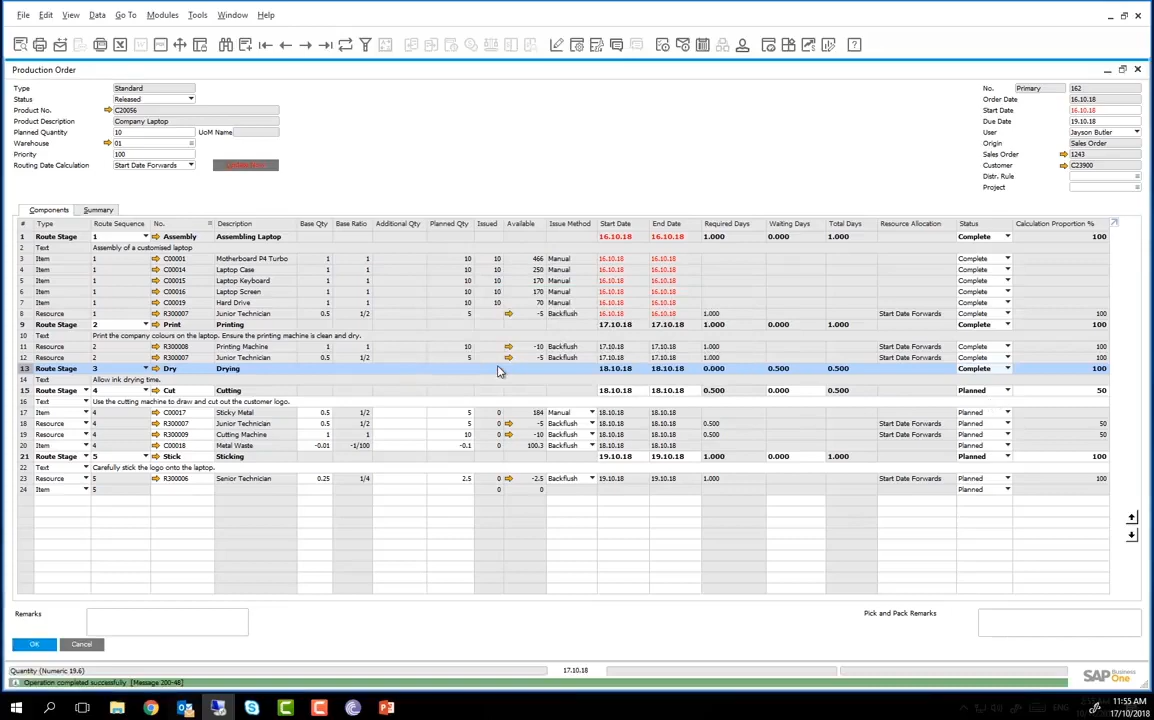 File Edit View Data Go To Modules Tools Window Help
Production Order
Type Standard
Status Released
Product No. C20056
Product Description Company Laptop
Planned Quantity 10 UoM Name
Warehouse 01
Priority 100
Routing Date Calculation Start Date Forwards
No. Primary 162
Order Date 16.10.18
Start Date 16.10.18
Due Date 19.10.18
User Jayson Butler
Origin Sales Order
Sales Order 1243
Customer C23900
Distr. Rule
Project
Components Summary
# Type Route Sequence No. Description Base Qty Base Ratio Additional Qty Planned Qty Issued Available Issue Method Start Date End Date Required Days Waiting Days Total Days Resource Allocation Status Calculation Proportion %
1 Route Stage 1 Assembly Assembling Laptop 16.10.18 16.10.18 1.000 0.000 1.000 Complete 100
2 Text Assembly of a customised laptop Complete
3 Item 1 C00001 Motherboard P4 Turbo 1 1 10 10 466 Manual 16.10.18 16.10.18 Complete
4 Item 1 C00014 Laptop Case 1 1 10 10 250 Manual 16.10.18 16.10.18 Complete
5 Item 1 C00015 Laptop Keyboard 1 1 10 10 170 Manual 16.10.18 16.10.18 Complete
6 Item 1 C00016 Laptop Screen 1 1 10 10 170 Manual 16.10.18 16.10.18 Complete
7 Item 1 C00019 Hard Drive 1 1 10 10 70 Manual 16.10.18 16.10.18 Complete
8 Resource 1 R300007 Junior Technician 0.5 1/2 5 -5 Backflush 16.10.18 16.10.18 1.000 Start Date Forwards Complete 100
9 Route Stage 2 Print Printing 17.10.18 17.10.18 1.000 0.000 1.000 Complete 100
10 Text Print the company colours on the laptop. Ensure the printing machine is clean and dry.
11 Resource 2 R300008 Printing Machine 1 1 10 -10 Backflush 17.10.18 17.10.18 1.000 Start Date Forwards Complete 100
12 Resource 2 R300007 Junior Technician 0.5 1/2 5 -5 Backflush 17.10.18 17.10.18 1.000 Start Date Forwards Complete 100
13 Route Stage 3 Dry Drying 18.10.18 18.10.18 0.000 0.500 0.500 Complete 100
14 Text Allow ink drying time.
15 Route Stage 4 Cut Cutting 18.10.18 18.10.18 0.500 0.000 0.500 Planned 50
16 Text Use the cutting machine to draw and cut out the customer logo.
17 Item 4 C00017 Sticky Metal 0.5 1/2 5 0 184 Manual 18.10.18 18.10.18 Planned
18 Resource 4 R300007 Junior Technician 0.5 1/2 5 0 -5 Backflush 18.10.18 18.10.18 0.500 Start Date Forwards Planned 50
19 Resource 4 R300009 Cutting Machine 1 1 10 0 -10 Backflush 18.10.18 18.10.18 0.500 Start Date Forwards Planned 50
20 Item 4 C00018 Metal Waste -0.01 -1/100 -0.1 0 100.3 Backflush 18.10.18 18.10.18 Planned
21 Route Stage 5 Stick Sticking 19.10.18 19.10.18 1.000 0.000 1.000 Planned 100
22 Text Carefully stick the logo onto the laptop.
23 Resource 5 R300006 Senior Technician 0.25 1/4 2.5 0 -2.5 Backflush 19.10.18 19.10.18 1.000 Start Date Forwards Planned 100
24 Item 5 0 0 Planned
Remarks Pick and Pack Remarks
OK Cancel
Quantity (Numeric 19.6) 17.10.18
Operation completed successfully [Message 200-48]
SAP Business One
ENG 11:55 AM
17/10/2018